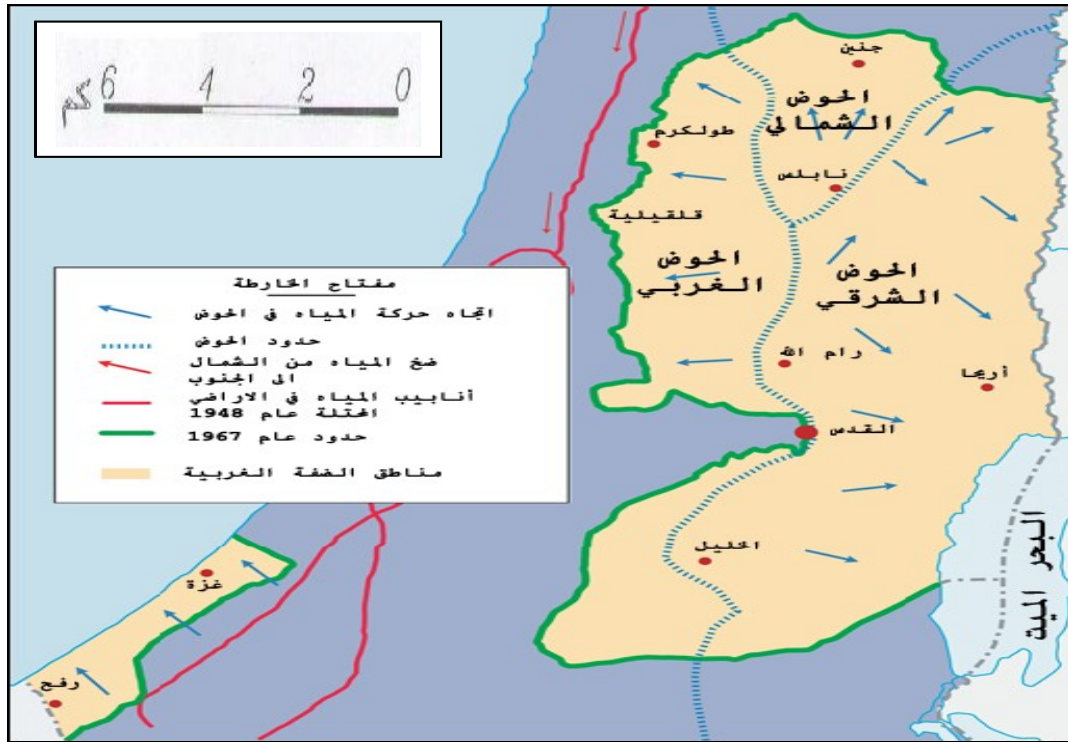 كم 6 4 2 0
جنين
الحوض
الشمالي
طولكرم
نابلس
قلقيلية
الحوض
الغربي
الحوض
الشرقي
رام الله
أريحا
القدس
الخليل
البحر الميت
غزة
رفح
مفتاح الخارطة
اتجاه حركة المياه في الحوض
حدود الحوض
ضخ المياه من الشمال
الى الجنوب
أنابيب المياه في الاراضي
المحتلة عام 1948
حدود عام 1967
مناطق الضفة الغربية